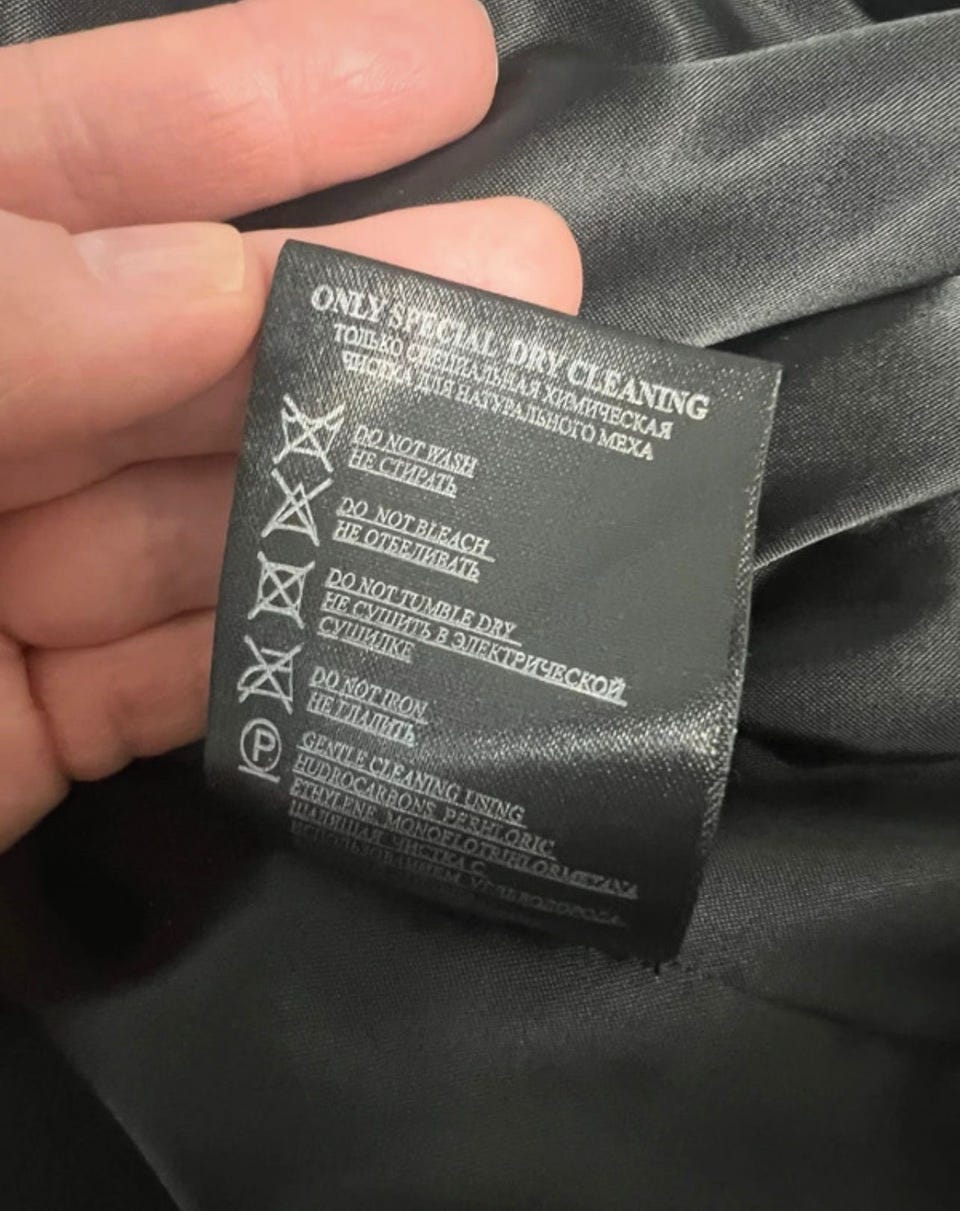 ONLY SPECIAL DRY CLEANING
ТОЛЬКО СПЕЦИАЛЬНАЯ ХИМИЧЕСКАЯ
ЧИСТКА ДЛЯ НАТУРАЛЬНОГО МЕХА
DO NOT WASH
НЕ СТИРАТЬ
DO NOT BLEACH
НЕ ОТБЕЛИВАТЬ
DO NOT TUMBLE DRY
НЕ СУШИТЬ В ЭЛЕКТРИЧЕСКОЙ
СУШИЛКЕ
DO NOT IRON
НЕ ГЛАДИТЬ
P
GENTLE CLEANING USING
HUDROCARBONS, PERHLORIC
ETHYLENE, MONOFLOTRIHLORMETANA
ЩАДЯЩАЯ ЧИСТКА С